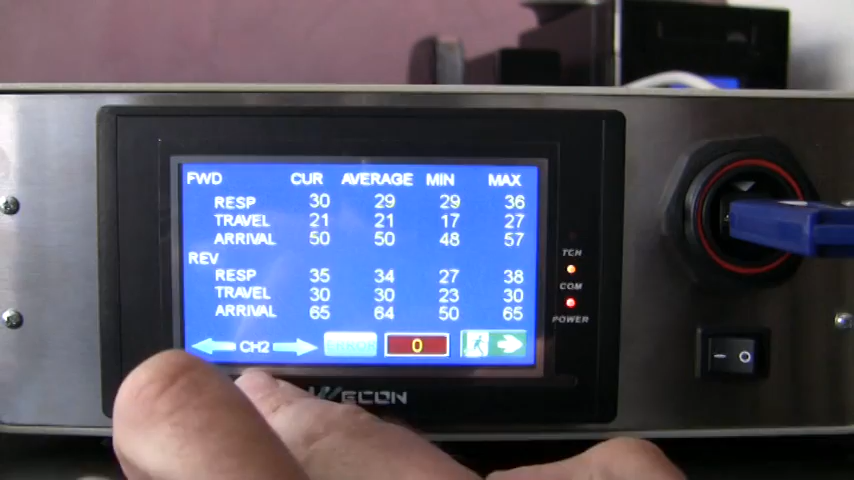 FWD CUR AVERAGE MIN MAX
RESP 30 29 29 36
TRAVEL 21 21 17 27
ARRIVAL 50 50 48 57
REV
RESP 35 34 27 38
TRAVEL 30 30 23 30
ARRIVAL 65 64 50 65
CH2 ERROR 0
COM
POWER
WECON